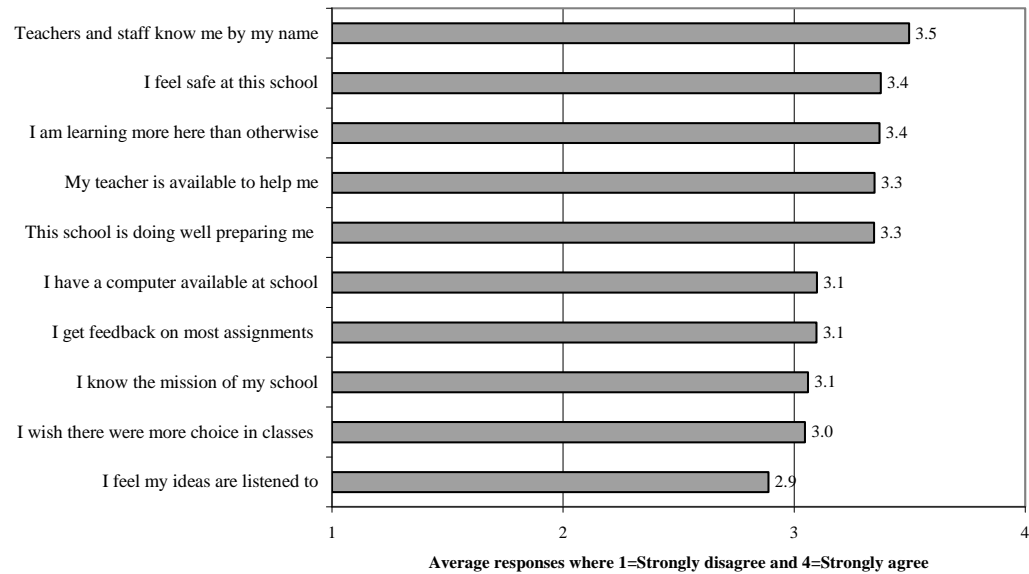 Teachers and staff know me by my name 3.5
I feel safe at this school 3.4
I am learning more here than otherwise 3.4
My teacher is available to help me 3.3
This school is doing well preparing me 3.3
I have a computer available at school 3.1
I get feedback on most assignments 3.1
I know the mission of my school 3.1
I wish there were more choice in classes 3.0
I feel my ideas are listened to 2.9
1 2 3 4
Average responses where 1=Strongly disagree and 4=Strongly agree